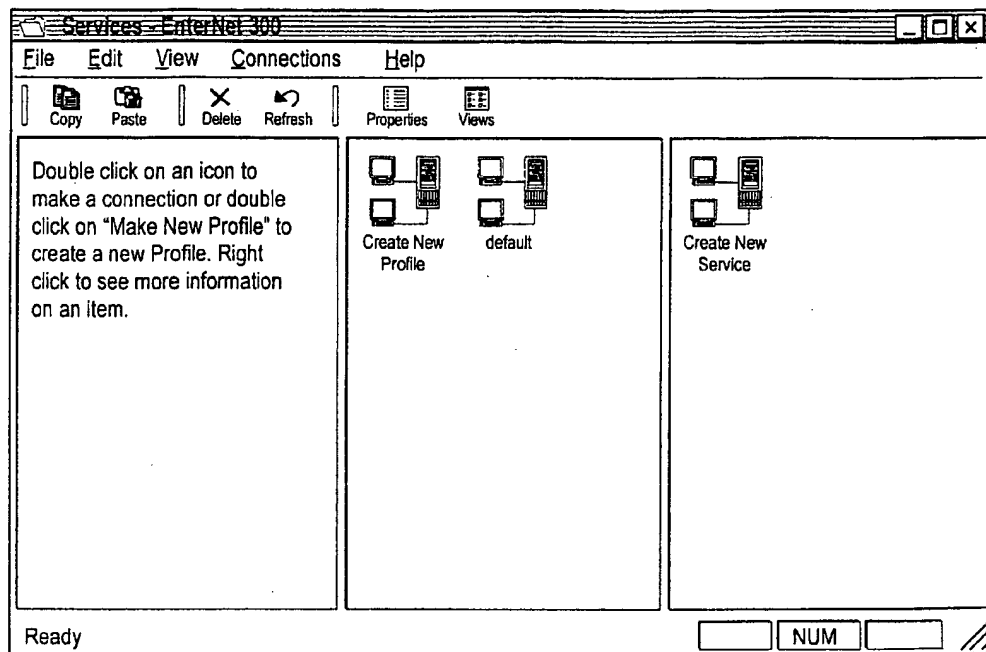 Services - EnterNet 300
File Edit View Connections Help
Copy Paste Delete Refresh Properties Views
Double click on an icon to
make a connection or double
click on “Make New Profile” to
create a new Profile. Right
click to see more information
on an item.
Create New
Profile
default
Create New
Service
Ready
NUM